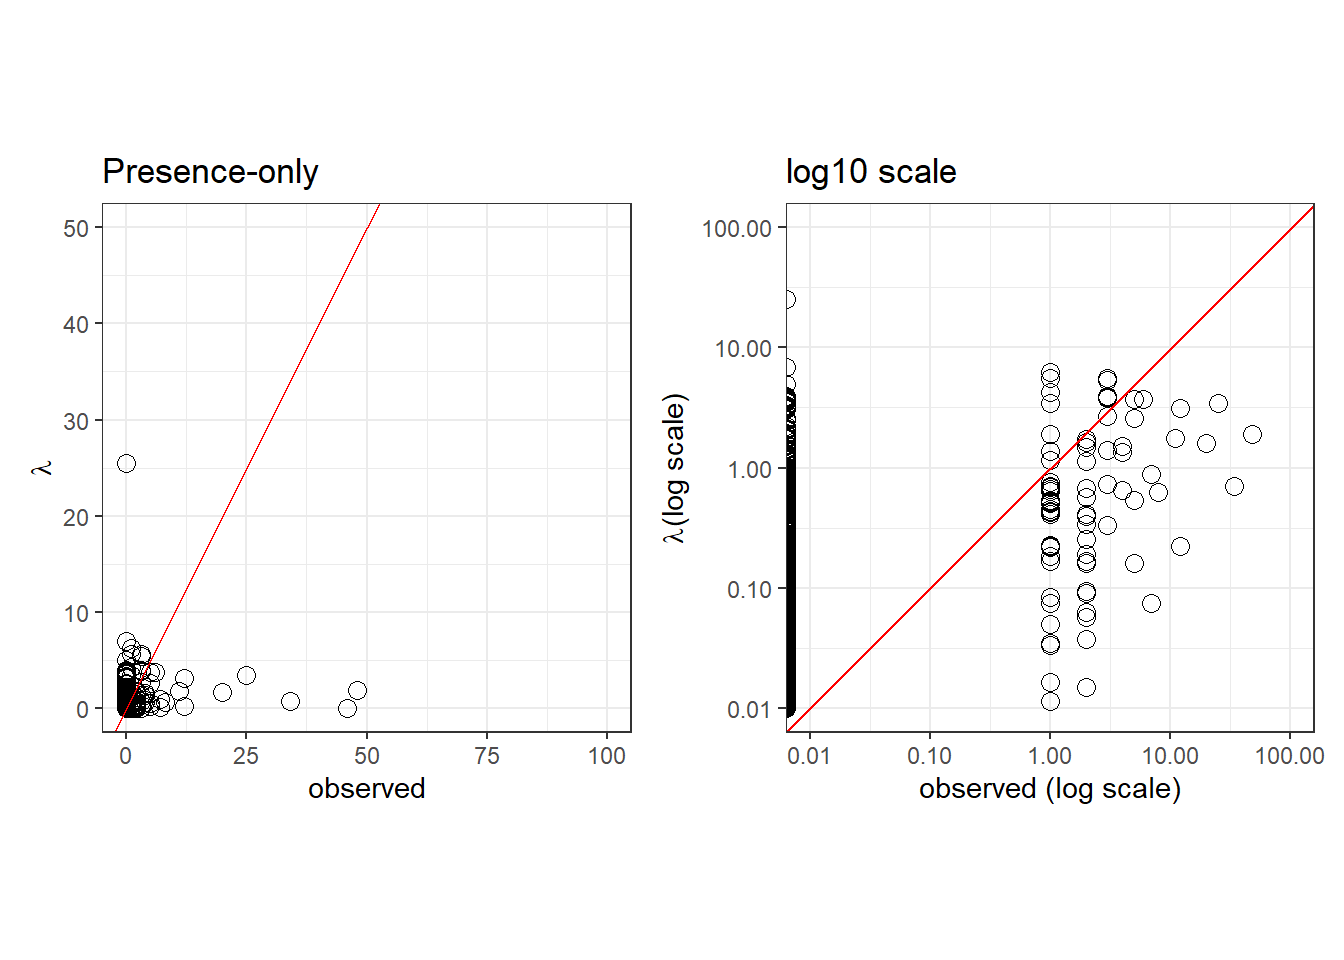 Presence-only
50
40
30
20
10
0
λ
0 25 50 75 100
observed
log10 scale
100.00
10.00
1.00
0.10
0.01
λ(log scale)
0.01 0.10 1.00 10.00 100.00
observed (log scale)